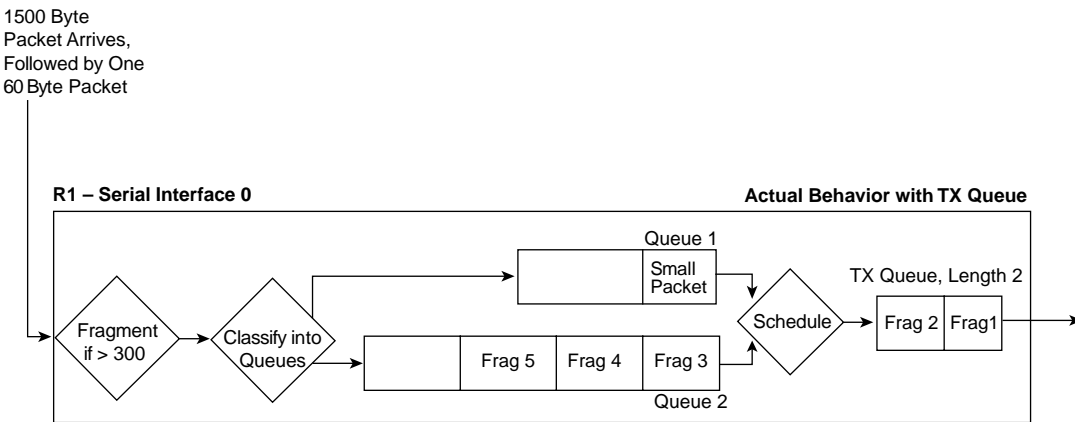 1500 Byte
Packet Arrives,
Followed by One
60 Byte Packet
R1 – Serial Interface 0
Actual Behavior with TX Queue
Fragment
if > 300
Classify into
Queues
Queue 1
Small
Packet
Frag 5
Frag 4
Frag 3
Queue 2
Schedule
TX Queue, Length 2
Frag 2
Frag1